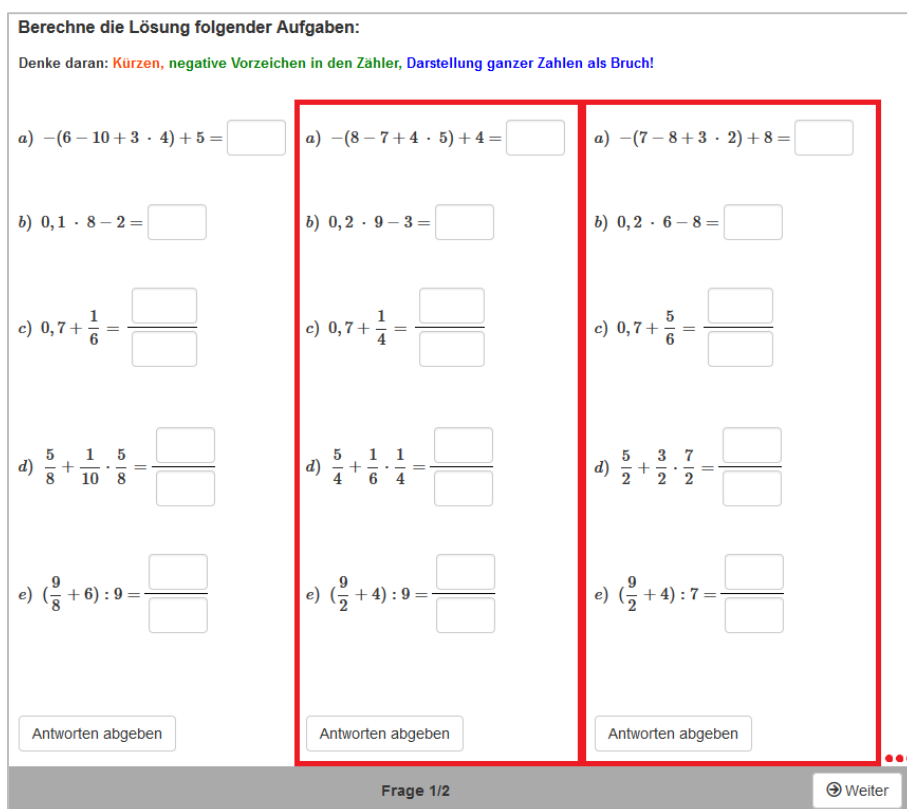 Berechne die Lösung folgender Aufgaben:
Denke daran: Kürzen, negative Vorzeichen in den Zähler, Darstellung ganzer Zahlen als Bruch!
a) −(6 − 10 + 3 · 4) + 5 =
b) 0,1 · 8 − 2 =
c) 0,7 + 1/6 =
d) 5/8 + 1/10 · 5/8 =
e) (9/8 + 6) : 9 =
Antworten abgeben
a) −(8 − 7 + 4 · 5) + 4 =
b) 0,2 · 9 − 3 =
c) 0,7 + 1/4 =
d) 5/4 + 1/6 · 1/4 =
e) (9/2 + 4) : 9 =
Antworten abgeben
a) −(7 − 8 + 3 · 2) + 8 =
b) 0,2 · 6 − 8 =
c) 0,7 + 5/6 =
d) 5/2 + 3/2 · 7/2 =
e) (9/2 + 4) : 7 =
Antworten abgeben
Frage 1/2
Weiter